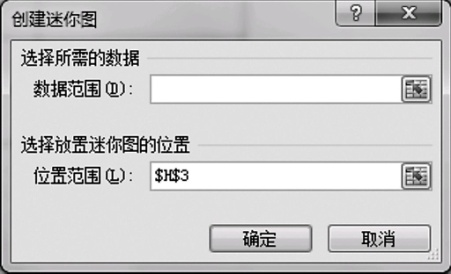 创建迷你图
选择所需的数据
数据范围(D):
选择放置迷你图的位置
位置范围(L): $H$3
确定 取消